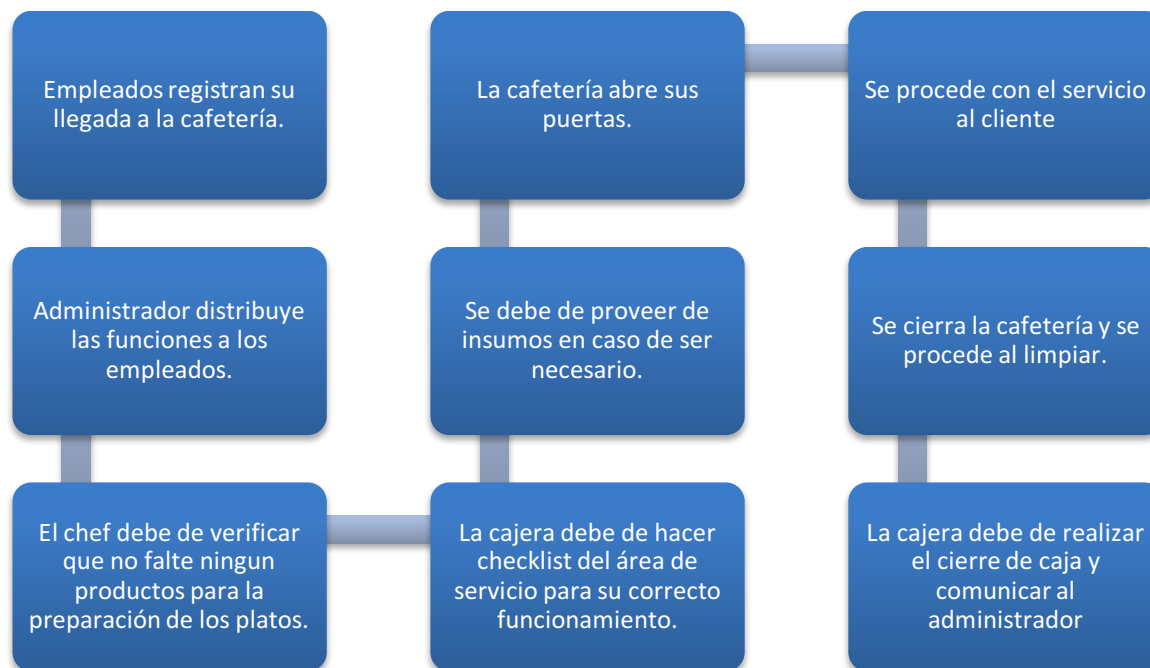 Empleados registran su
llegada a la cafetería.
Administrador distribuye
las funciones a los
empleados.
El chef debe de verificar
que no falte ningun
productos para la
preparación de los platos.
La cajera debe de hacer
checklist del área de
servicio para su correcto
funcionamiento.
Se debe de proveer de
insumos en caso de ser
necesario.
La cafetería abre sus
puertas.
Se procede con el servicio
al cliente
Se cierra la cafetería y se
procede al limpiar.
La cajera debe de realizar
el cierre de caja y
comunicar al
administrador